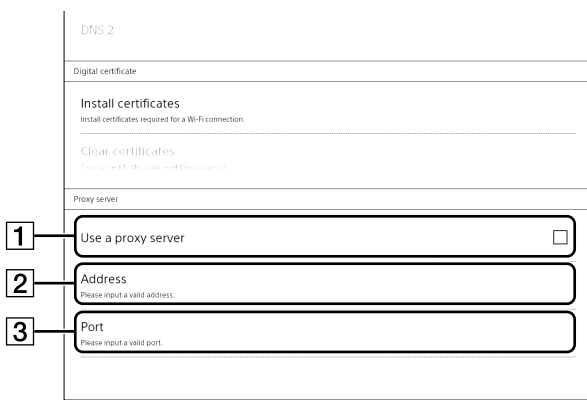 DNS 2
Digital certificate
Install certificates
Install certificates required for a Wi-Fi connection.
Clear certificates
Proxy server
1
Use a proxy server
2
Address
Please input a valid address.
3
Port
Please input a valid port.